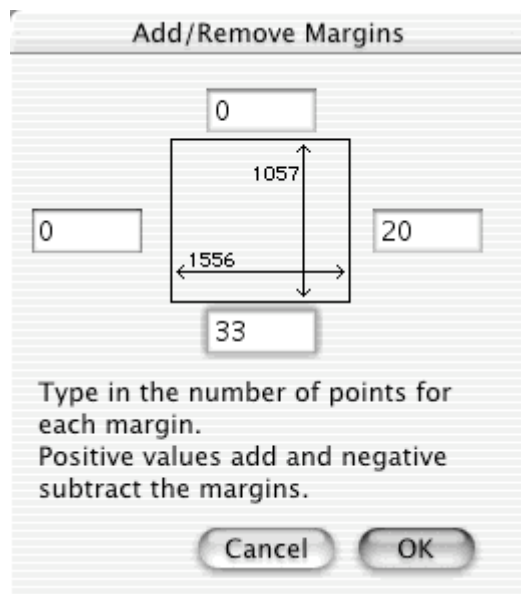 Add/Remove Margins
0
1057
0
20
1556
33
Type in the number of points for
each margin.
Positive values add and negative
subtract the margins.
Cancel
OK